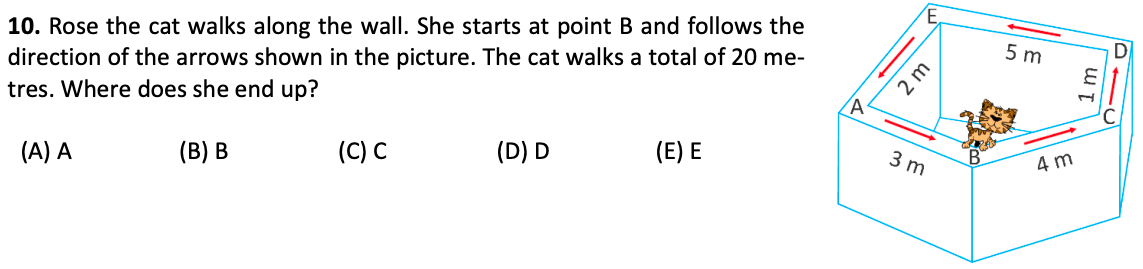 10. Rose the cat walks along the wall. She starts at point B and follows the
direction of the arrows shown in the picture. The cat walks a total of 20 me-
tres. Where does she end up?
(A) A (B) B (C) C (D) D (E) E
E
5 m
D
2 m
1 m
A
C
B
3 m
4 m